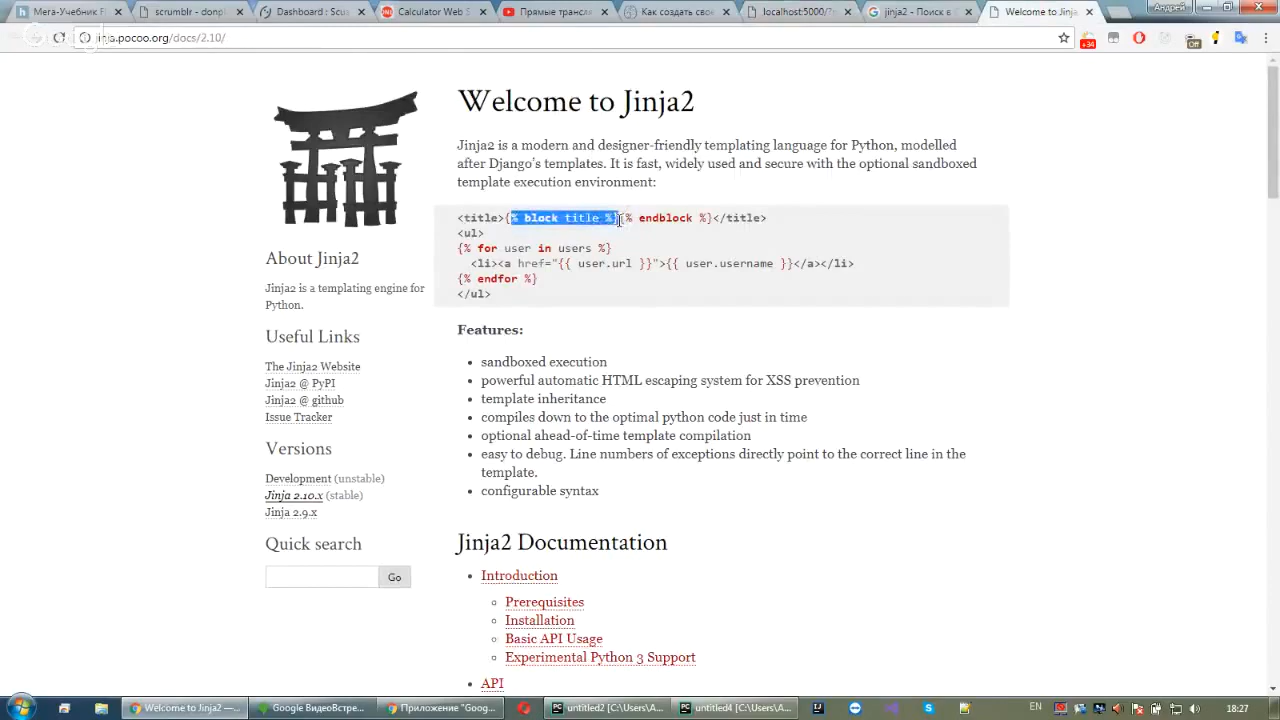 Мега-Учебник F
scrumblr - donpl
Dashboard : Scus
Calculator Web S
Прямые трансл
Как создать свое
localhost:5000/?
jinja2 - Поиск в С
Welcome to Jinja
Андрей
.pocoo.org/docs/2.10/
+34
Off
Welcome to Jinja2
Jinja2 is a modern and designer-friendly templating language for Python, modelled
after Django's templates. It is fast, widely used and secure with the optional sandboxed
template execution environment:
<title>{% block title %}{% endblock %}</title>
<ul>
{% for user in users %}
<li><a href="{{ user.url }}">{{ user.username }}</a></li>
{% endfor %}
</ul>
About Jinja2
Jinja2 is a templating engine for
Python.
Useful Links
The Jinja2 Website
Jinja2 @ PyPI
Jinja2 @ github
Issue Tracker
Versions
Development (unstable)
Jinja 2.10.x (stable)
Jinja 2.9.x
Quick search
Go
Features:
sandboxed execution
powerful automatic HTML escaping system for XSS prevention
template inheritance
compiles down to the optimal python code just in time
optional ahead-of-time template compilation
easy to debug. Line numbers of exceptions directly point to the correct line in the
template.
configurable syntax
Jinja2 Documentation
Introduction
Prerequisites
Installation
Basic API Usage
Experimental Python 3 Support
API
Welcome to Jinja2 —...
Google ВидеоВстре...
Приложение "Goog...
untitled2 [C:\Users\A...
untitled4 [C:\Users\A...
EN
18:27